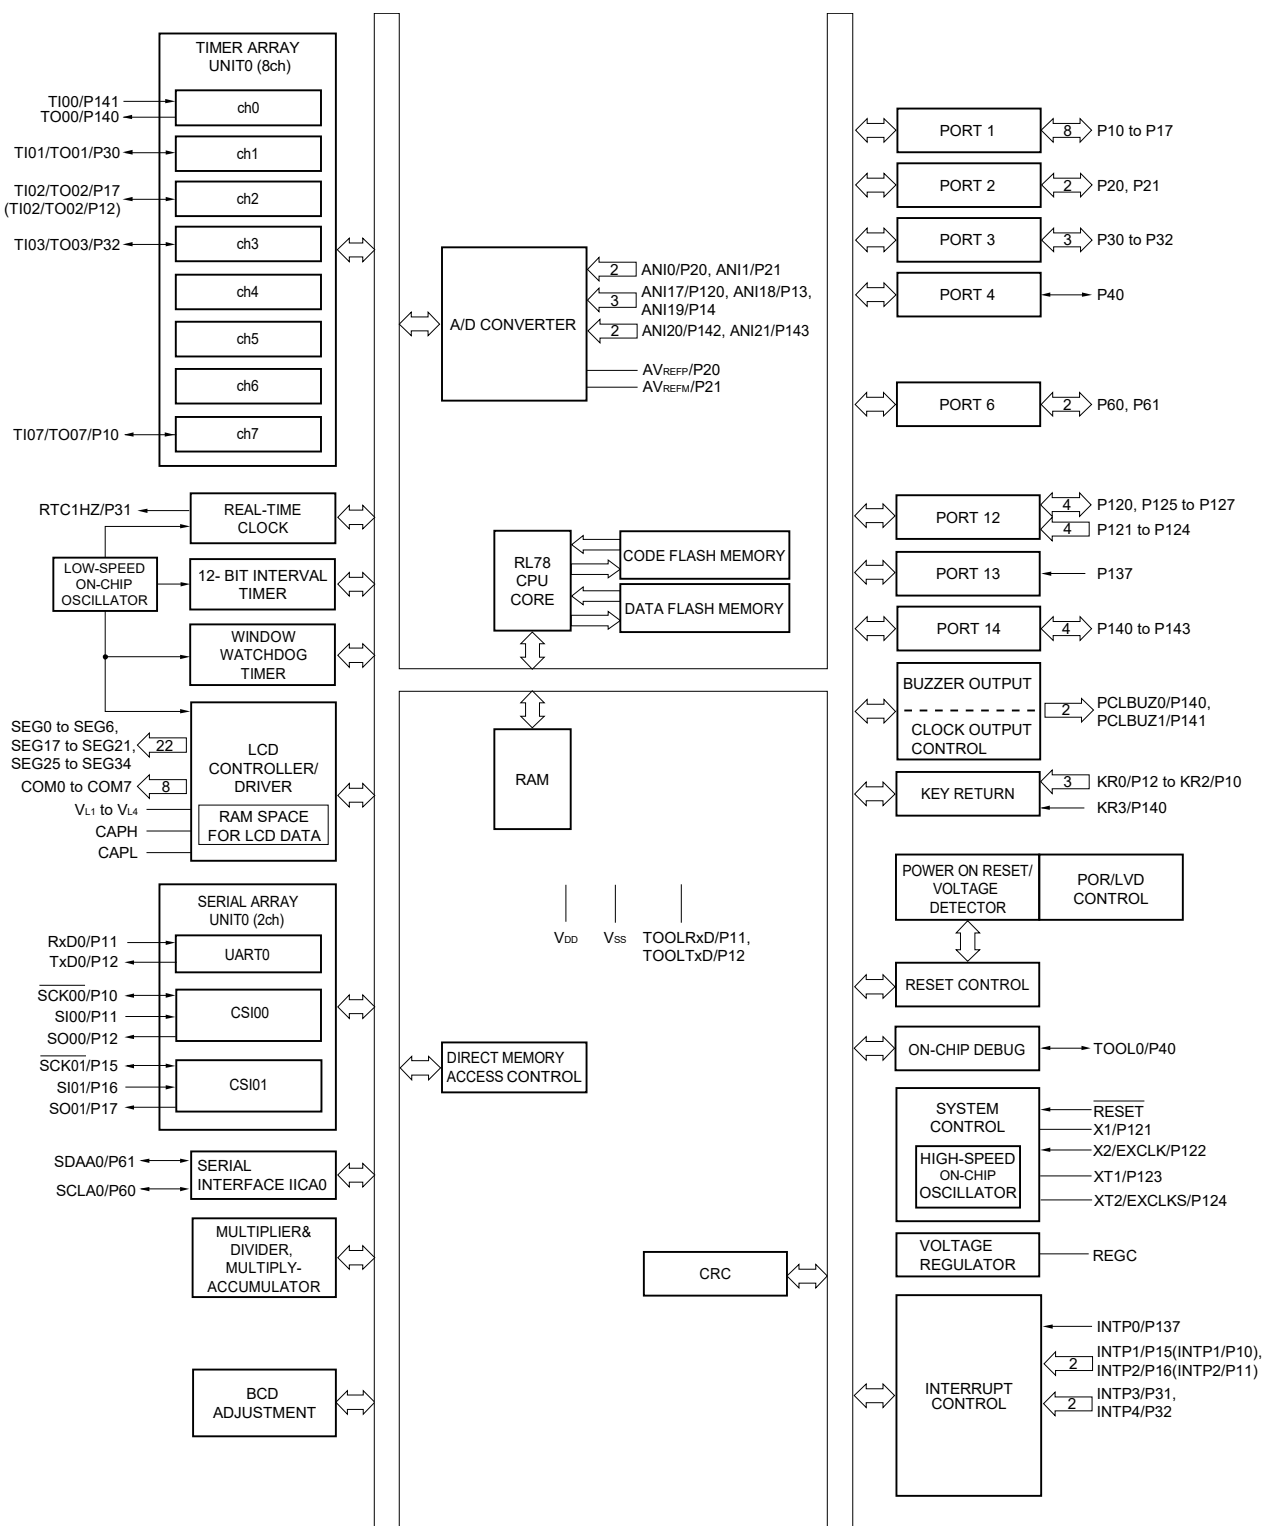 TIMER ARRAY
UNIT0 (8ch)
TI00/P141
TO00/P140
ch0
TI01/TO01/P30
ch1
TI02/TO02/P17
(TI02/TO02/P12)
ch2
TI03/TO03/P32
ch3
ch4
ch5
ch6
TI07/TO07/P10
ch7
RTC1HZ/P31
REAL-TIME
CLOCK
LOW-SPEED
ON-CHIP
OSCILLATOR
12- BIT INTERVAL
TIMER
WINDOW
WATCHDOG
TIMER
SEG0 to SEG6,
SEG17 to SEG21,
SEG25 to SEG34
22
COM0 to COM7
8
VL1 to VL4
CAPH
CAPL
LCD
CONTROLLER/
DRIVER
RAM SPACE
FOR LCD DATA
SERIAL ARRAY
UNIT0 (2ch)
RxD0/P11
TxD0/P12
UART0
SCK00/P10
SI00/P11
SO00/P12
CSI00
SCK01/P15
SI01/P16
SO01/P17
CSI01
SDAA0/P61
SCLA0/P60
SERIAL
INTERFACE IICA0
MULTIPLIER&
DIVIDER,
MULTIPLY-
ACCUMULATOR
BCD
ADJUSTMENT
A/D CONVERTER
2
ANI0/P20, ANI1/P21
3
ANI17/P120, ANI18/P13,
ANI19/P14
2
ANI20/P142, ANI21/P143
AVREFP/P20
AVREFM/P21
RL78
CPU
CORE
CODE FLASH MEMORY
DATA FLASH MEMORY
RAM
VDD
VSS
TOOLRxD/P11,
TOOLTxD/P12
DIRECT MEMORY
ACCESS CONTROL
CRC
PORT 1
8
P10 to P17
PORT 2
2
P20, P21
PORT 3
3
P30 to P32
PORT 4
P40
PORT 6
2
P60, P61
PORT 12
4
P120, P125 to P127
4
P121 to P124
PORT 13
P137
PORT 14
4
P140 to P143
BUZZER OUTPUT
CLOCK OUTPUT
CONTROL
2
PCLBUZ0/P140,
PCLBUZ1/P141
KEY RETURN
3
KR0/P12 to KR2/P10
KR3/P140
POWER ON RESET/
VOLTAGE
DETECTOR
POR/LVD
CONTROL
RESET CONTROL
ON-CHIP DEBUG
TOOL0/P40
SYSTEM
CONTROL
HIGH-SPEED
ON-CHIP
OSCILLATOR
RESET
X1/P121
X2/EXCLK/P122
XT1/P123
XT2/EXCLKS/P124
VOLTAGE
REGULATOR
REGC
INTERRUPT
CONTROL
INTP0/P137
2
INTP1/P15(INTP1/P10),
INTP2/P16(INTP2/P11)
2
INTP3/P31,
INTP4/P32